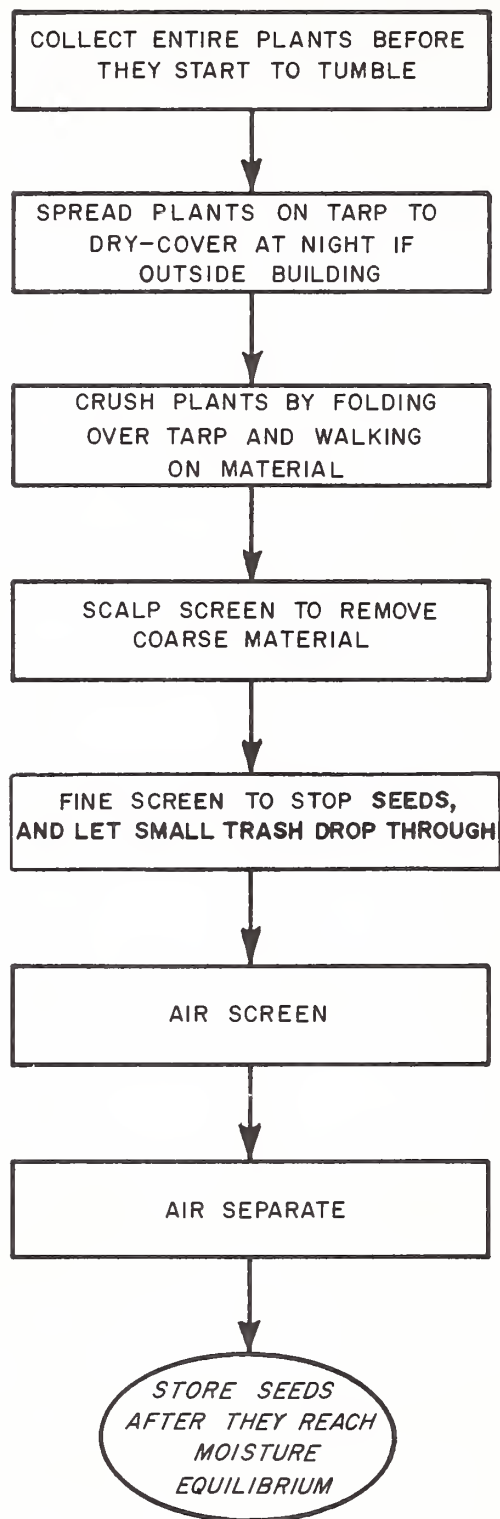 COLLECT ENTIRE PLANTS BEFORE
THEY START TO TUMBLE
SPREAD PLANTS ON TARP TO
DRY-COVER AT NIGHT IF
OUTSIDE BUILDING
CRUSH PLANTS BY FOLDING
OVER TARP AND WALKING
ON MATERIAL
SCALP SCREEN TO REMOVE
COARSE MATERIAL
FINE SCREEN TO STOP SEEDS,
AND LET SMALL TRASH DROP THROUGH
AIR SCREEN
AIR SEPARATE
STORE SEEDS
AFTER THEY REACH
MOISTURE
EQUILIBRIUM